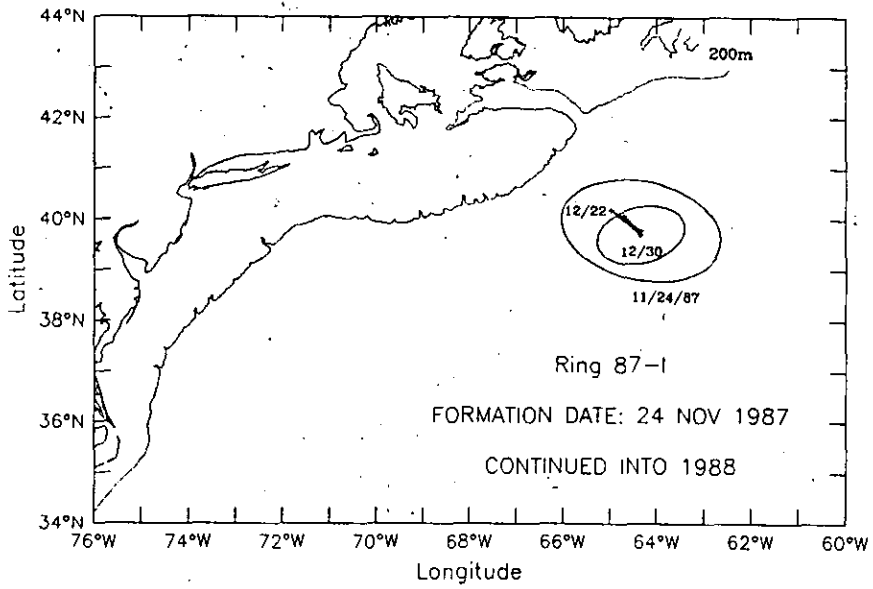 44°N
42°N
40°N
38°N
36°N
34°N
Latitude
200m
12/22
12/30
11/24/87
Ring 87-I
FORMATION DATE: 24 NOV 1987
CONTINUED INTO 1988
76°W 74°W 72°W 70°W 68°W 66°W 64°W 62°W 60°W
Longitude